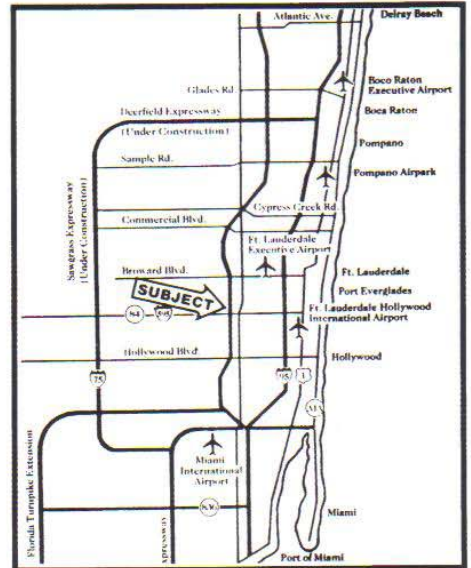 Atlantic Ave.
Delray Beach
Boco Raton
Executive Airport
Glades Rd.
Deerfield Expressway
(Under Construction)
Boca Raton
Pompano
Sample Rd.
Pompano Airpark
Sawgrass Expressway
(Under Construction)
Cypress Creek Rd.
Commercial Blvd.
Ft. Lauderdale
Executive Airport
Broward Blvd.
Ft. Lauderdale
SUBJECT
Port Everglades
84
595
Ft. Lauderdale Hollywood
International Airport
Hollywood Blvd.
Hollywood
75
95
1
A1A
Florida Turnpike Extension
Miami
International
Airport
836
xpressway
Miami
Port of Miami